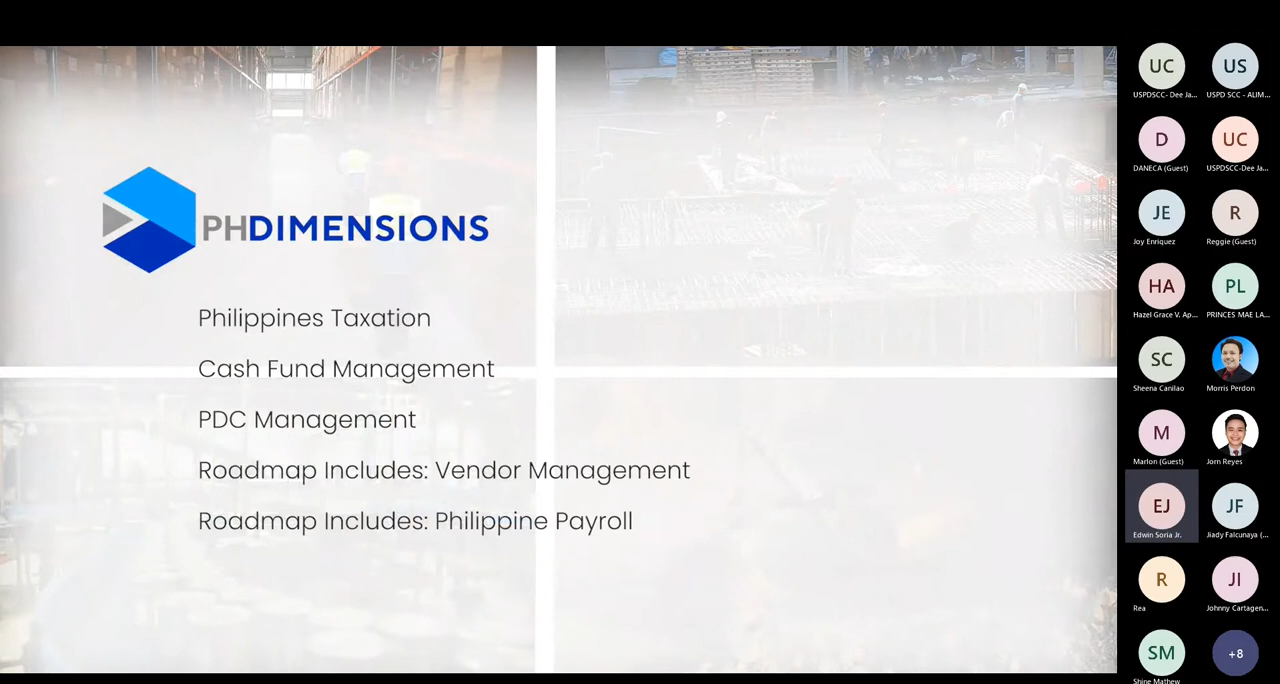 PHDIMENSIONS
Philippines Taxation
Cash Fund Management
PDC Management
Roadmap Includes: Vendor Management
Roadmap Includes: Philippine Payroll
UC
USPDSCC- Dee Ja...
US
USPD SCC - ALIM...
D
DANECA (Guest)
UC
USPDSCC-Dee Ja...
JE
Joy Enriquez
R
Reggie (Guest)
HA
Hazel Grace V. Ap...
PL
PRINCES MAE LA...
SC
Sheena Canilao
Morris Perdon
M
Marlon (Guest)
Jorn Reyes
EJ
Edwin Soria Jr.
JF
Jiady Falcunaya (...
R
Rea
JI
Johnny Cartagen...
SM
Shine Mathew
+8